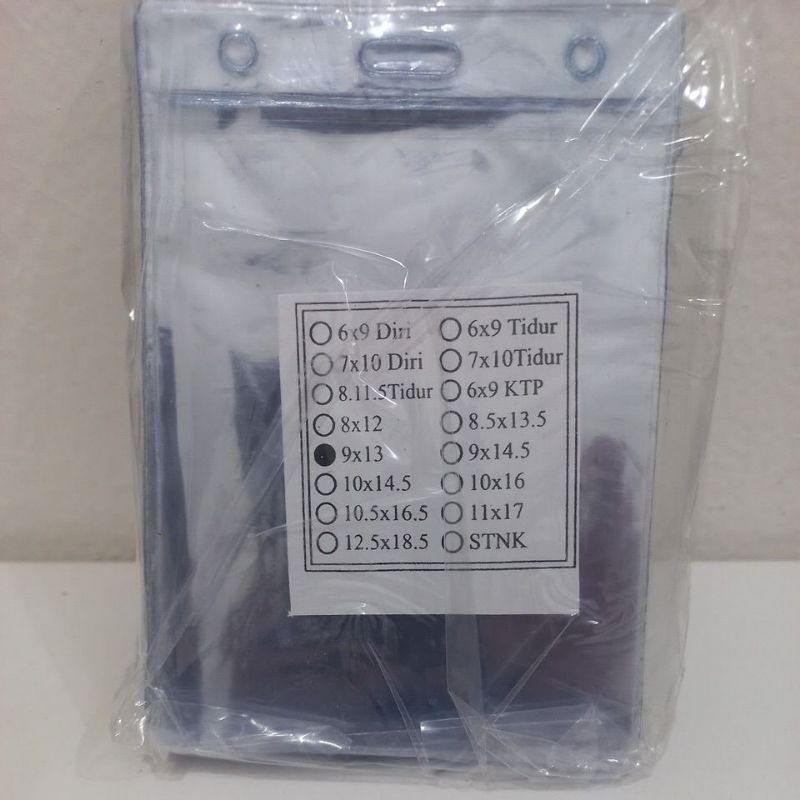 6x9 Diri 6x9 Tidur
7x10 Diri 7x10Tidur
8.11.5Tidur 6x9 KTP
8x12 8.5x13.5
9x13 9x14.5
10x14.5 10x16
10.5x16.5 11x17
12.5x18.5 STNK